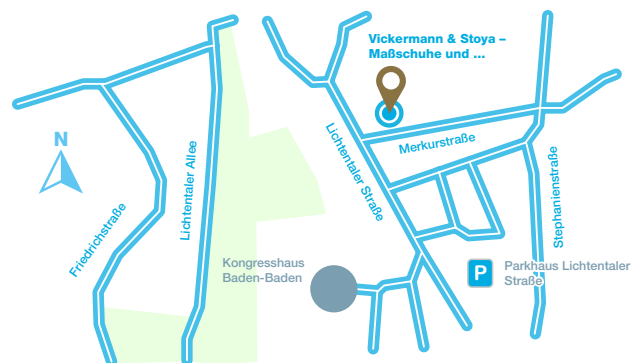 Vickermann & Stoya –
Maßschuhe und ...
N
Merkurstraße
Lichtentaler Straße
Lichtentaler Allee
Friedrichstraße
Stephanienstraße
Kongresshaus
Baden-Baden
P
Parkhaus Lichtentaler
Straße